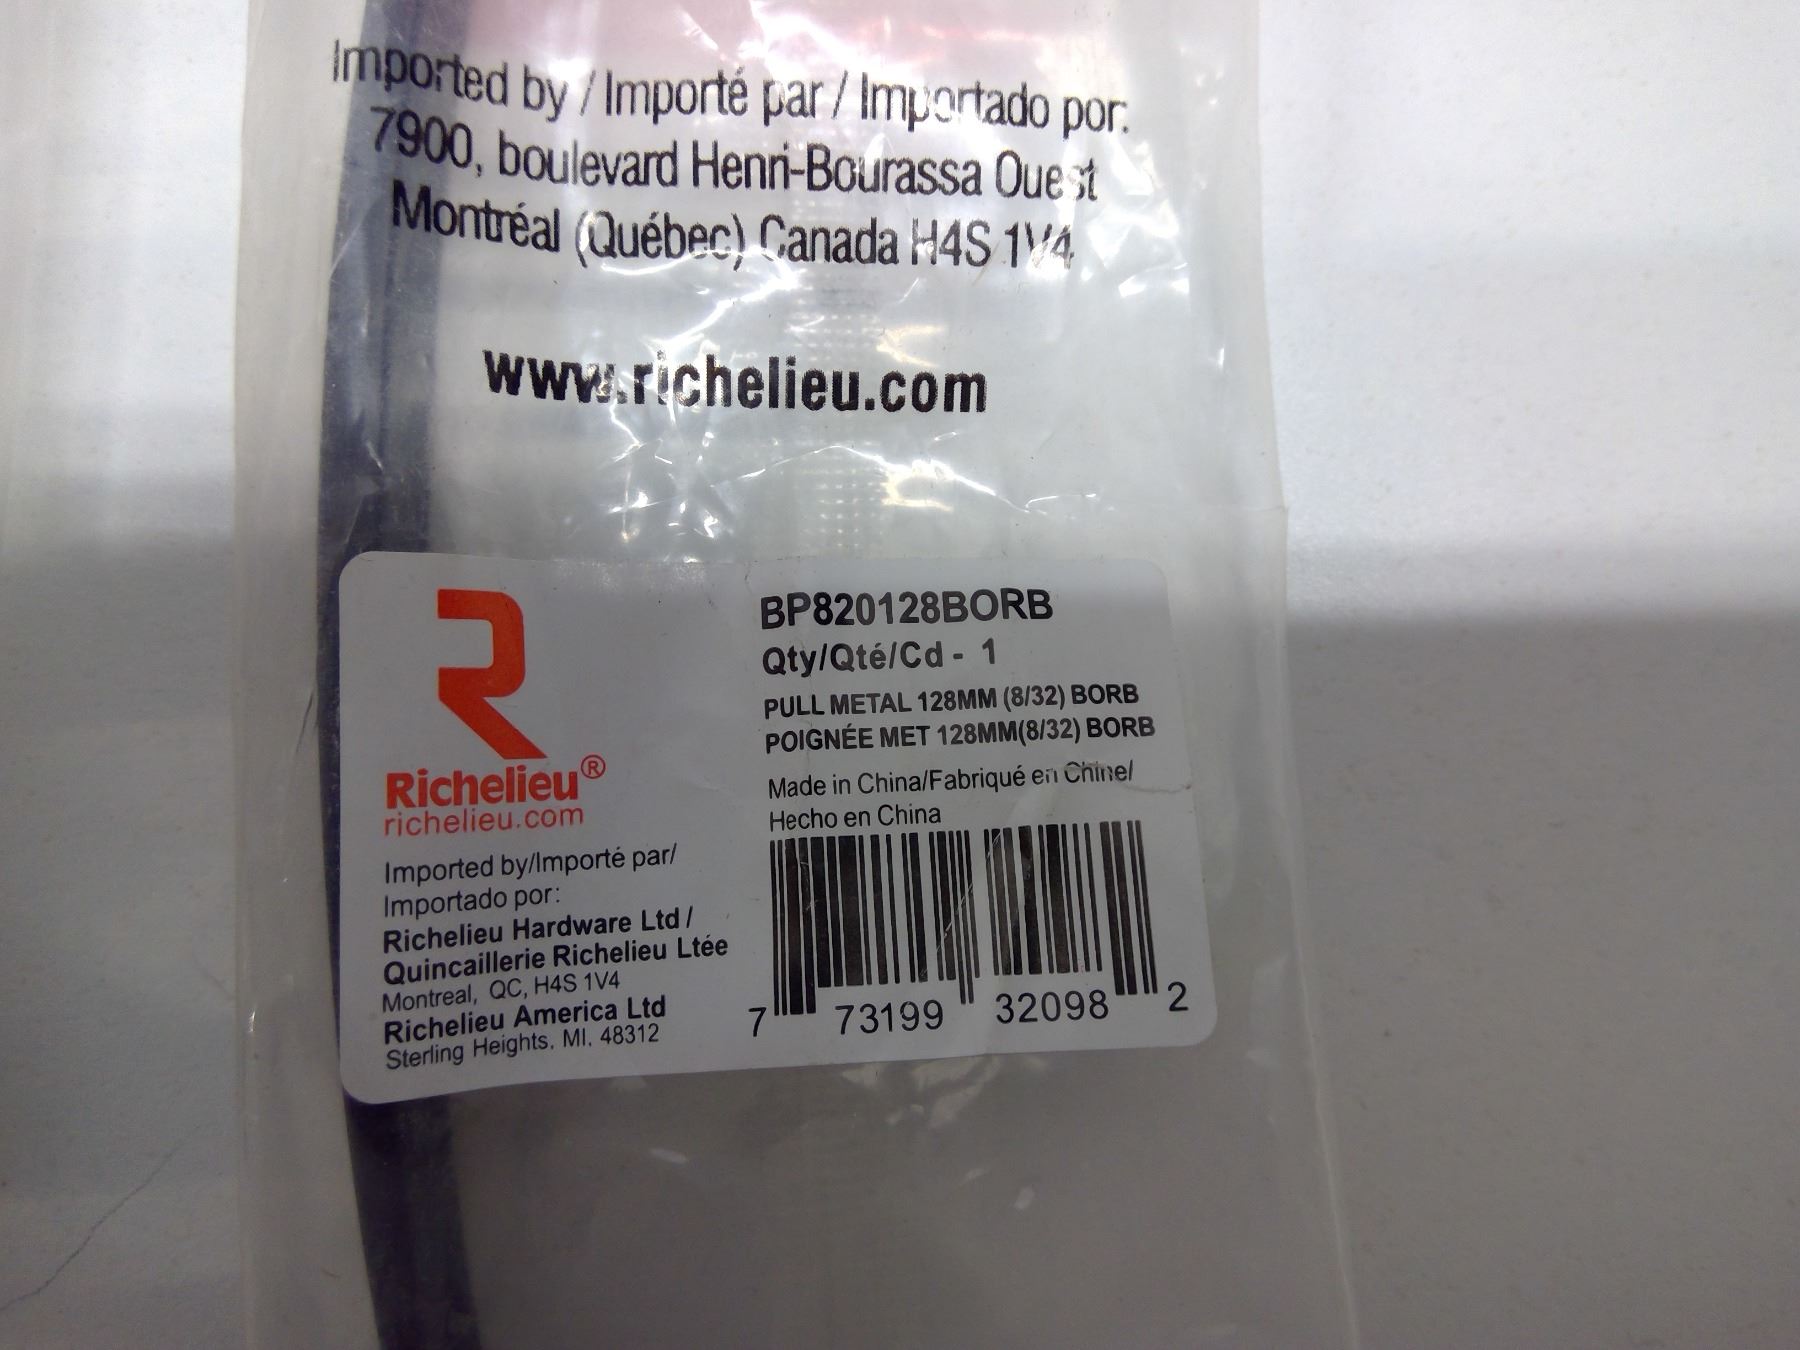 Imported by / Importé par / Importado por:
7900, boulevard Henri-Bourassa Ouest
Montréal (Québec) Canada H4S 1V4
www.richelieu.com
R
Richelieu®
richelieu.com
Imported by/Importé par/
Importado por:
Richelieu Hardware Ltd /
Quincaillerie Richelieu Ltée
Montreal, QC, H4S 1V4
Richelieu America Ltd
Sterling Heights, MI, 48312
BP820128BORB
Qty/Qté/Cd - 1
PULL METAL 128MM (8/32) BORB
POIGNÉE MET 128MM(8/32) BORB
Made in China/Fabriqué en Chine/
Hecho en China
7 73199 32098 2